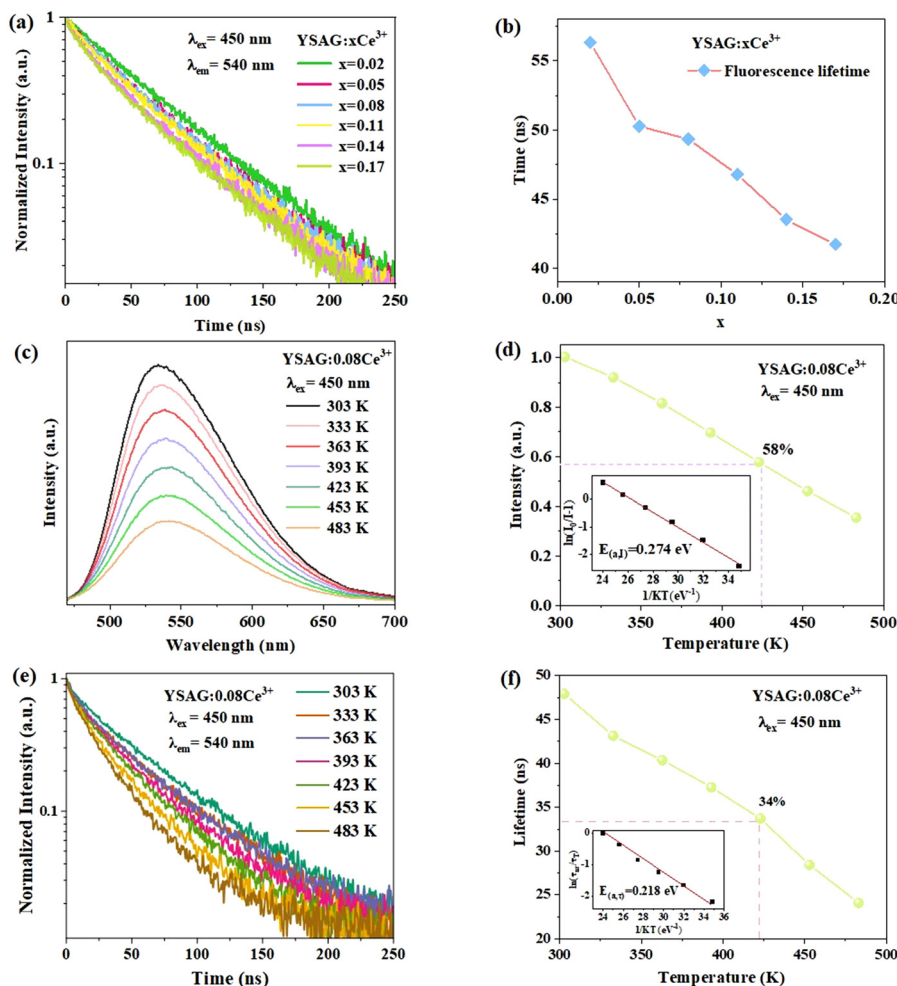 (a)
λex = 450 nm
λem = 540 nm
YSAG:xCe³⁺
x=0.02
x=0.05
x=0.08
x=0.11
x=0.14
x=0.17
Normalized Intensity (a.u.)
1
0.1
0 50 100 150 200 250
Time (ns)
(b)
YSAG:xCe³⁺
Fluorescence lifetime
Time (ns)
55
50
45
40
0.00 0.05 0.10 0.15 0.20
x
(c)
YSAG:0.08Ce³⁺
λex = 450 nm
303 K
333 K
363 K
393 K
423 K
453 K
483 K
Intensity (a.u.)
500 550 600 650 700
Wavelength (nm)
(d)
YSAG:0.08Ce³⁺
λex = 450 nm
58%
Intensity (a.u.)
1.0
0.8
0.6
0.4
0.2
0.0
ln(I₀/I-1)
0
-1
-2
E(a,I)=0.274 eV
24 26 28 30 32 34
1/KT(eV⁻¹)
300 350 400 450 500
Temperature (K)
(e)
YSAG:0.08Ce³⁺
λex = 450 nm
λem = 540 nm
303 K
333 K
363 K
393 K
423 K
453 K
483 K
Normalized Intensity (a.u.)
1
0.1
0 50 100 150 200 250
Time (ns)
(f)
YSAG:0.08Ce³⁺
λex = 450 nm
34%
Lifetime (ns)
50
45
40
35
30
25
20
0
-1
-2
E(a,τ)=0.218 eV
24 26 28 30 32 34 36
1/KT(eV⁻¹)
300 350 400 450 500
Temperature (K)